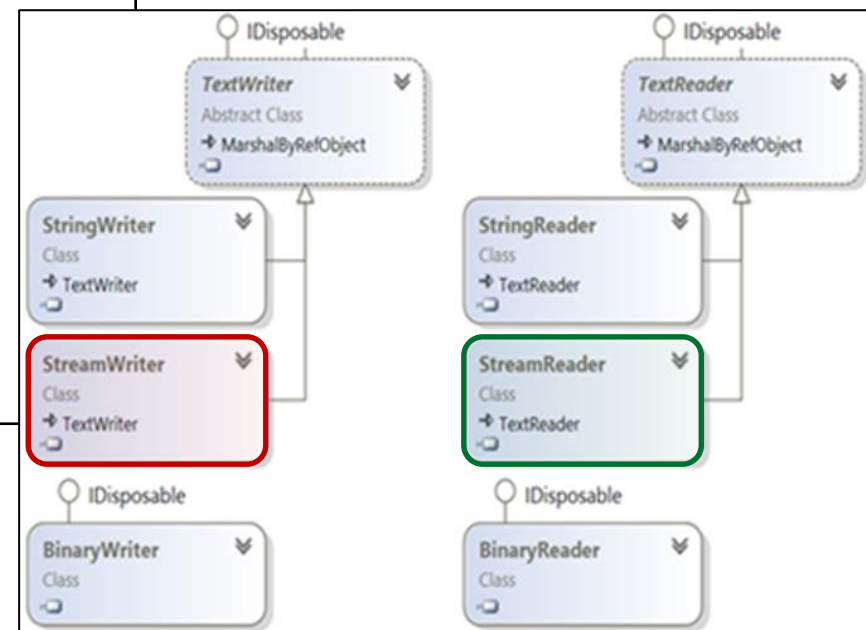 IDisposable
TextWriter
Abstract Class
MarshalByRefObject
StringWriter
Class
TextWriter
StreamWriter
Class
TextWriter
IDisposable
BinaryWriter
Class
IDisposable
TextReader
Abstract Class
MarshalByRefObject
StringReader
Class
TextReader
StreamReader
Class
TextReader
IDisposable
BinaryReader
Class